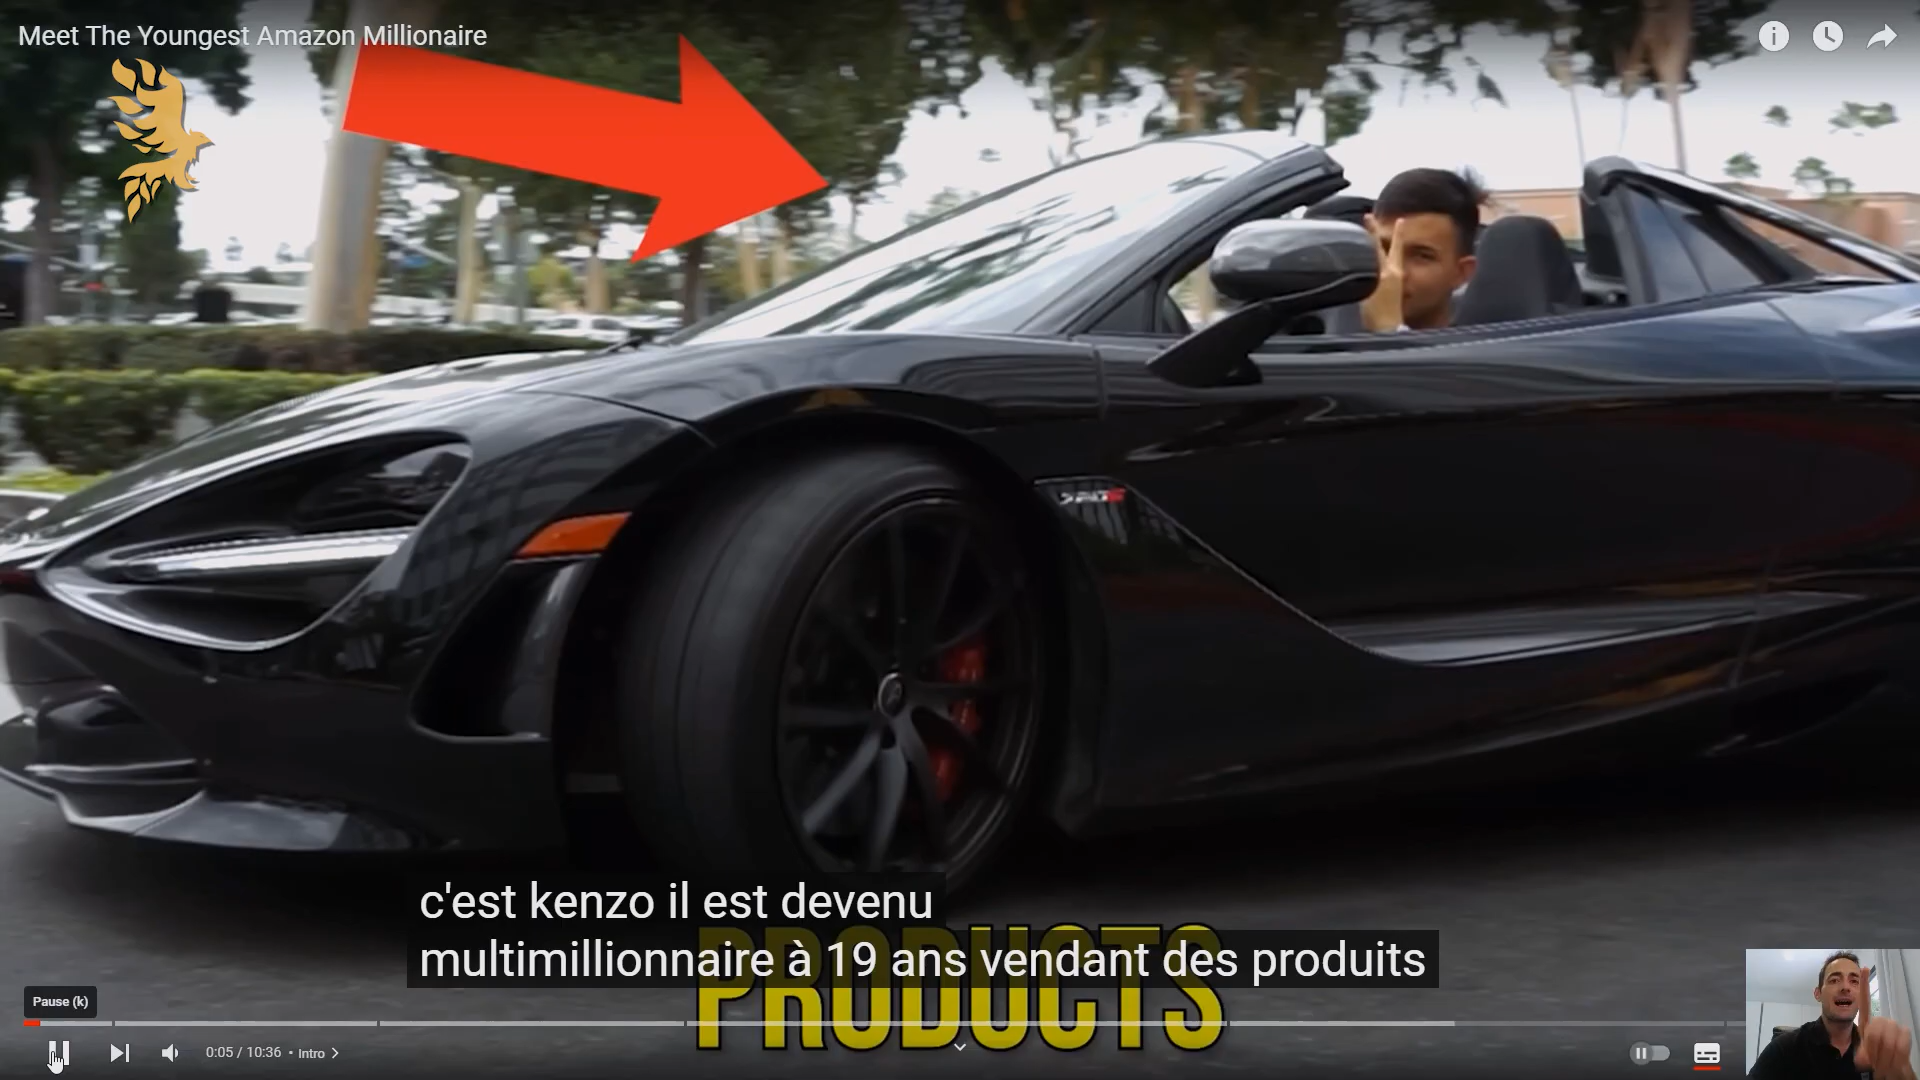 Meet The Youngest Amazon Millionaire
720S
c'est kenzo il est devenu
multimillionnaire à 19 ans vendant des produits
PRODUCTS
Pause (k)
0:05 / 10:36 • Intro